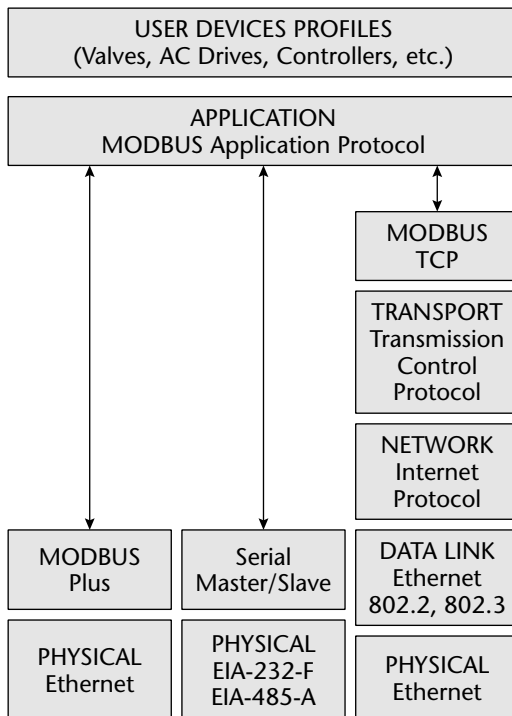 USER DEVICES PROFILES
(Valves, AC Drives, Controllers, etc.)
APPLICATION
MODBUS Application Protocol
MODBUS
TCP
TRANSPORT
Transmission
Control
Protocol
NETWORK
Internet
Protocol
MODBUS
Plus
Serial
Master/Slave
DATA LINK
Ethernet
802.2, 802.3
PHYSICAL
Ethernet
PHYSICAL
EIA-232-F
EIA-485-A
PHYSICAL
Ethernet